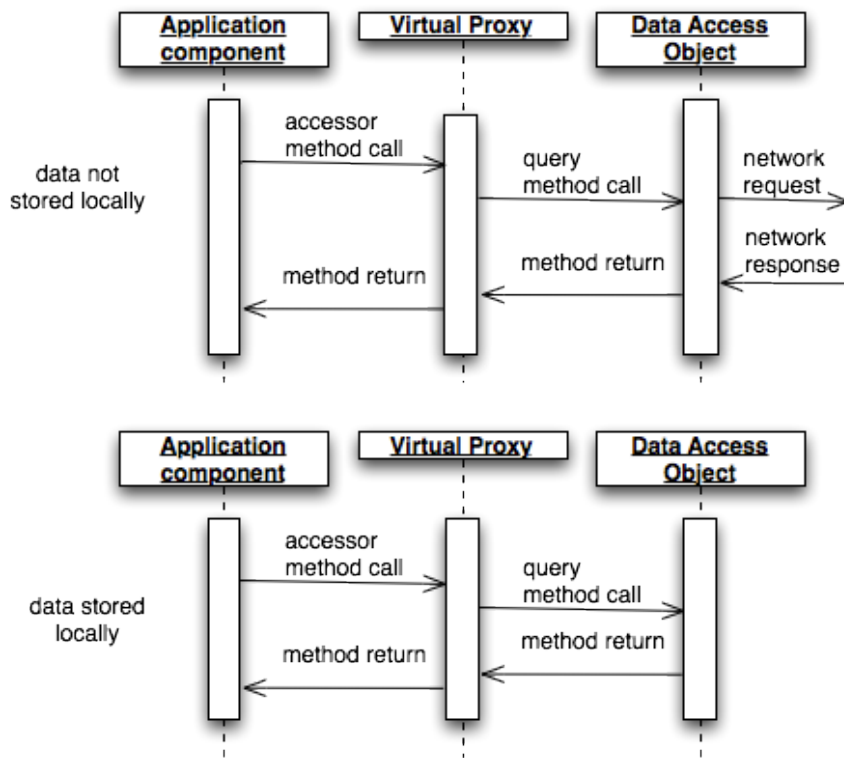 Application
component
Virtual Proxy
Data Access
Object
accessor
method call
data not
stored locally
query
method call
network
request
method return
method return
network
response
Application
component
Virtual Proxy
Data Access
Object
accessor
method call
query
method call
data stored
locally
method return
method return